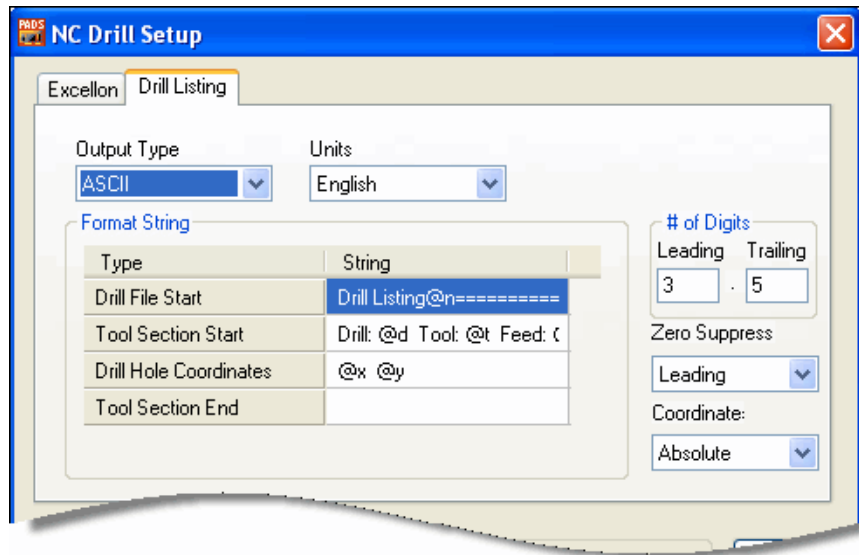 PADS
NC Drill Setup
Excellon Drill Listing
Output Type Units
ASCII English
Format String
Type String
Drill File Start Drill Listing@n==========
Tool Section Start Drill: @d Tool: @t Feed: (
Drill Hole Coordinates @x @y
Tool Section End
# of Digits
Leading Trailing
3 . 5
Zero Suppress
Leading
Coordinate:
Absolute